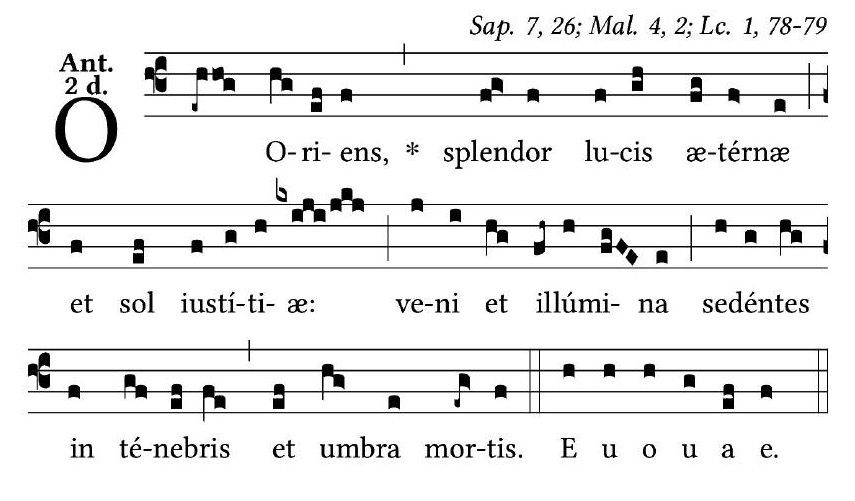 Sap. 7, 26; Mal. 4, 2; Lc. 1, 78-79
Ant.
2 d.
O O-ri-ens, * splendor lu-cis æ-térnæ
et sol iustí-ti-æ: ve-ni et illúmi-na sedéntes
in té-nebris et umbra mor-tis. E u o u a e.